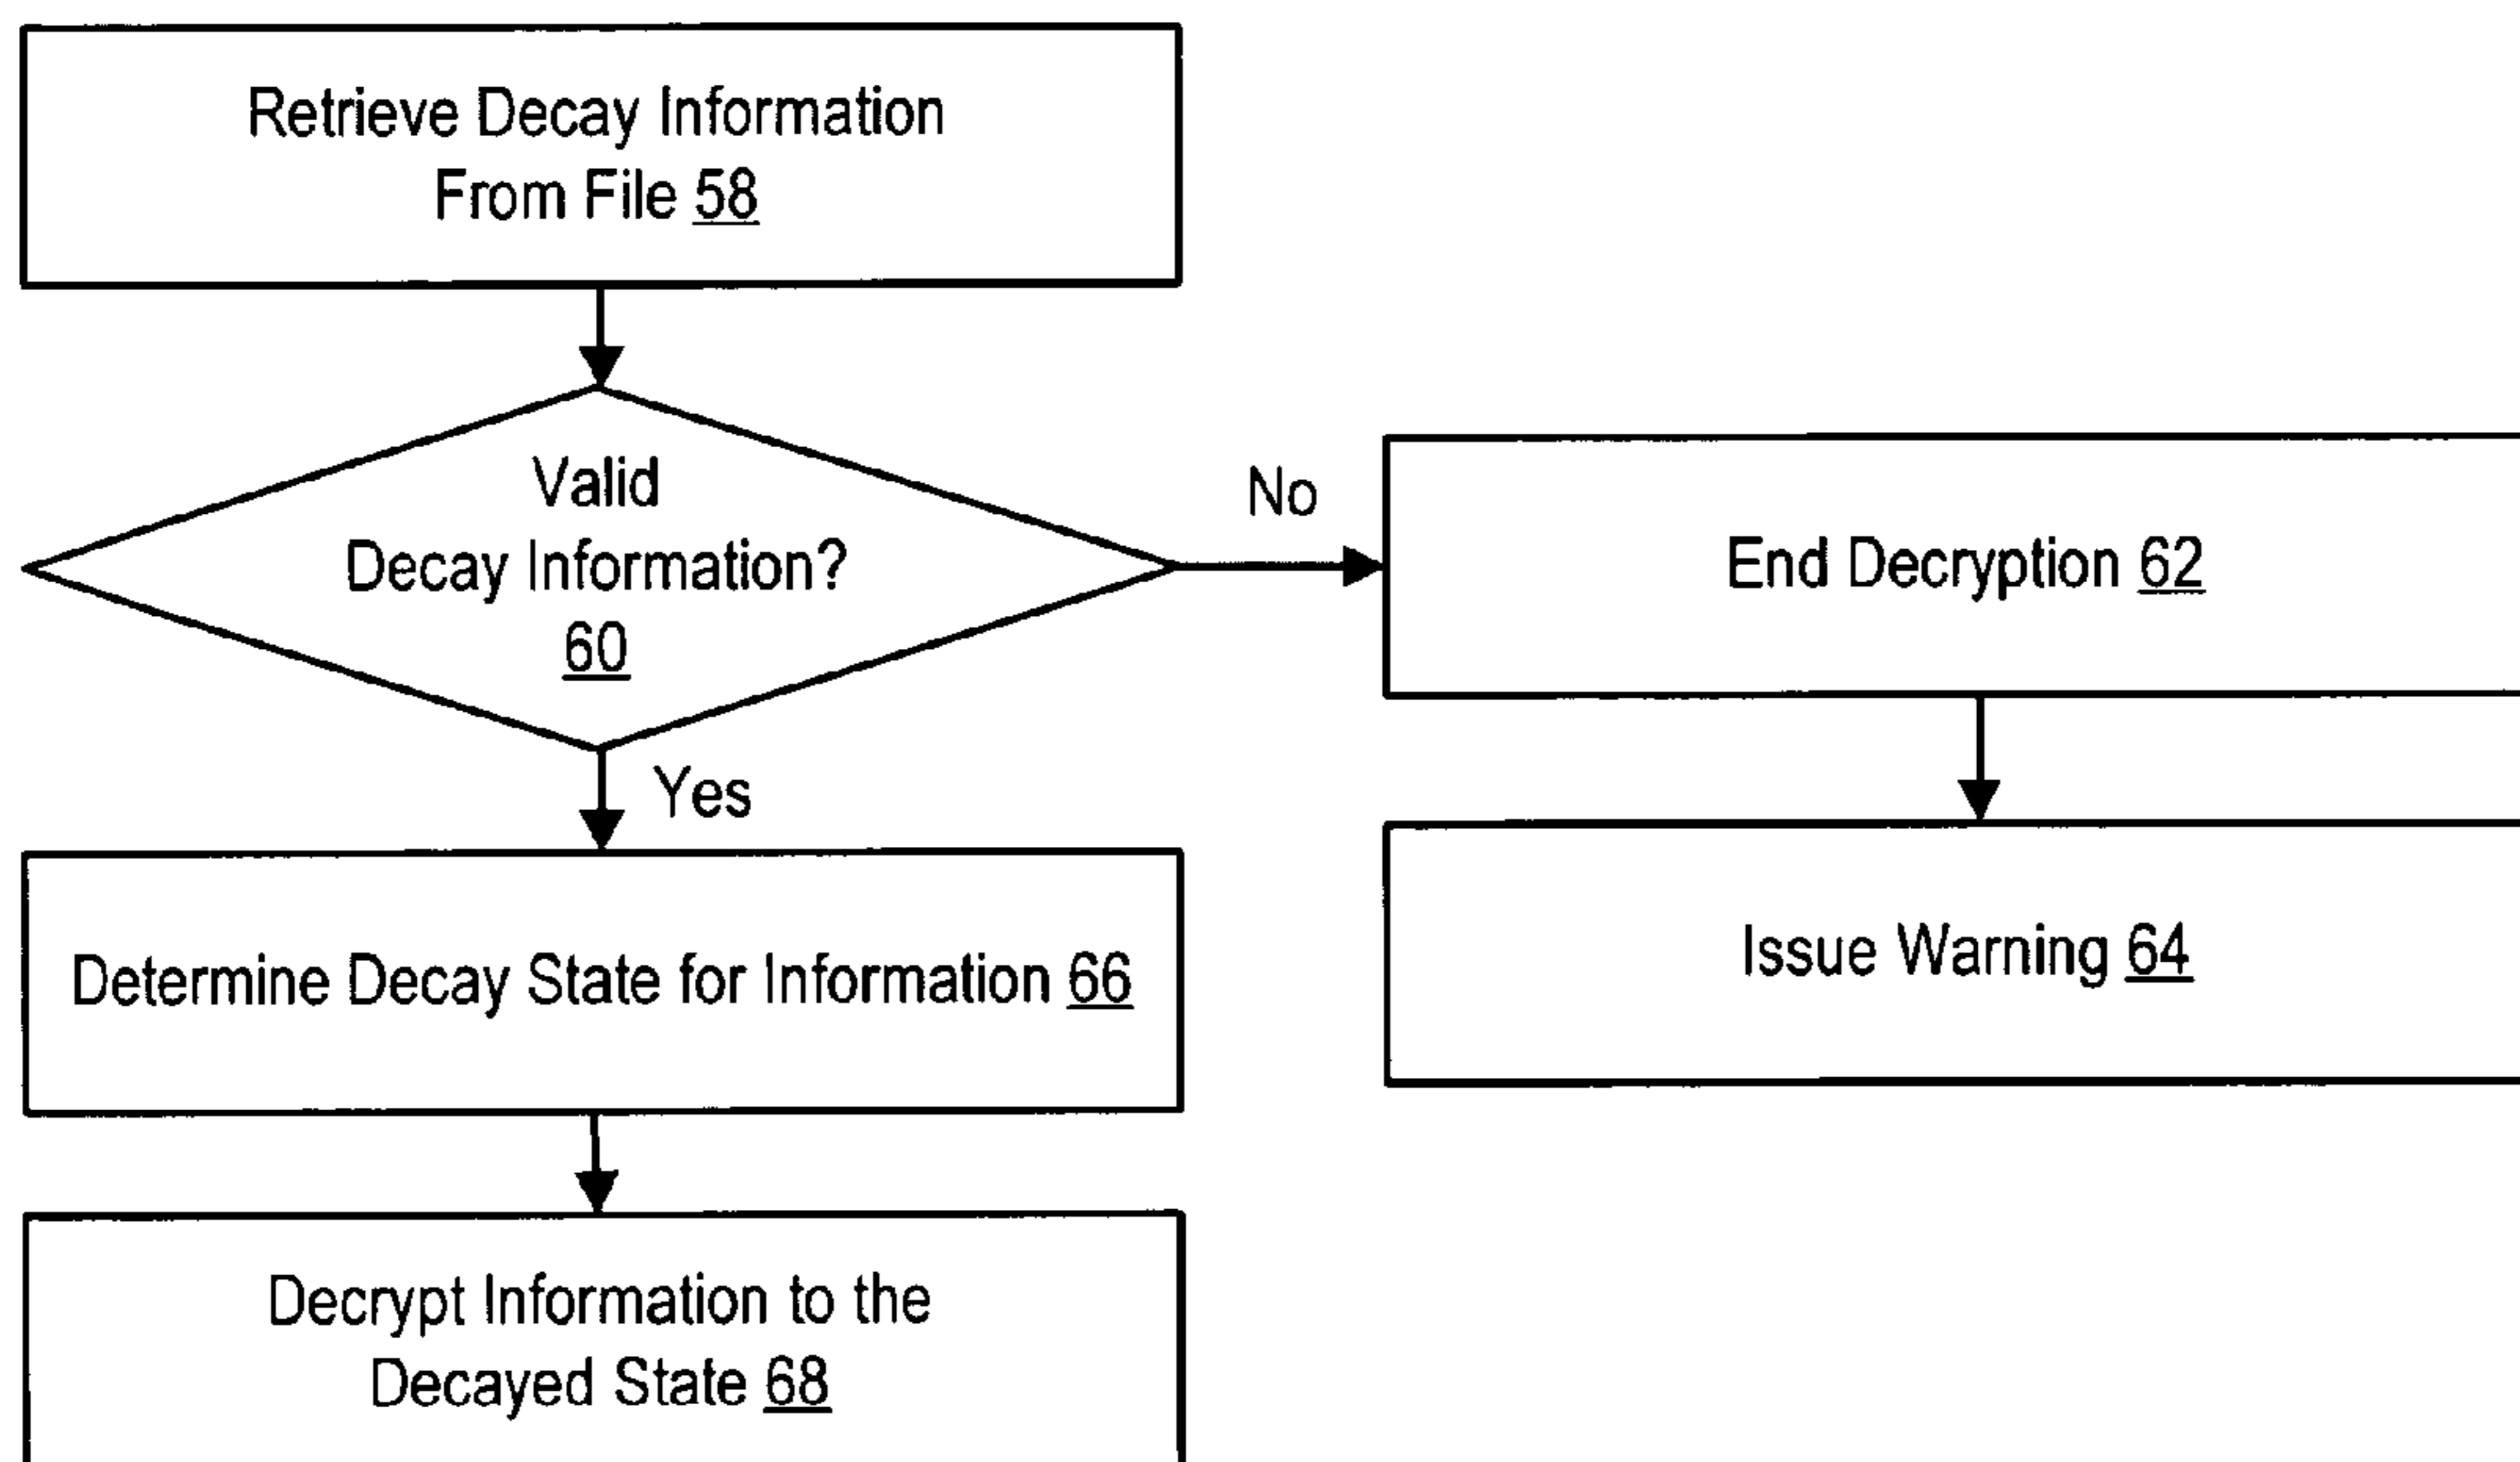 Retrieve Decay Information
From File 58
Valid
Decay Information?
60
No
End Decryption 62
Yes
Issue Warning 64
Determine Decay State for Information 66
Decrypt Information to the
Decayed State 68